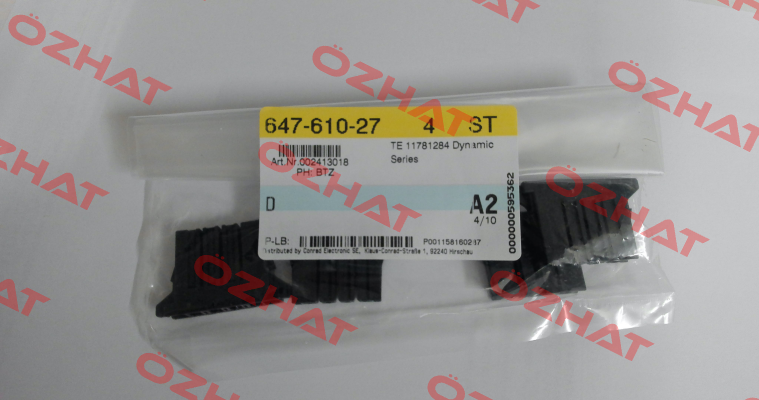 647-610-27 4 ST
TE 11781284 Dynamic
Series
Art.Nr.002413018
PH: BTZ
D
A2
4/10
000000595362
P-LB:
Distributed by Conrad Electronic SE, Klaus-Conrad-Straße 1, 92240 Hirschau
ÖZHAT
ÖZHAT
ÖZHAT
ÖZHAT
ÖZHAT
ÖZHAT
ÖZHAT
ÖZHAT
ÖZHAT